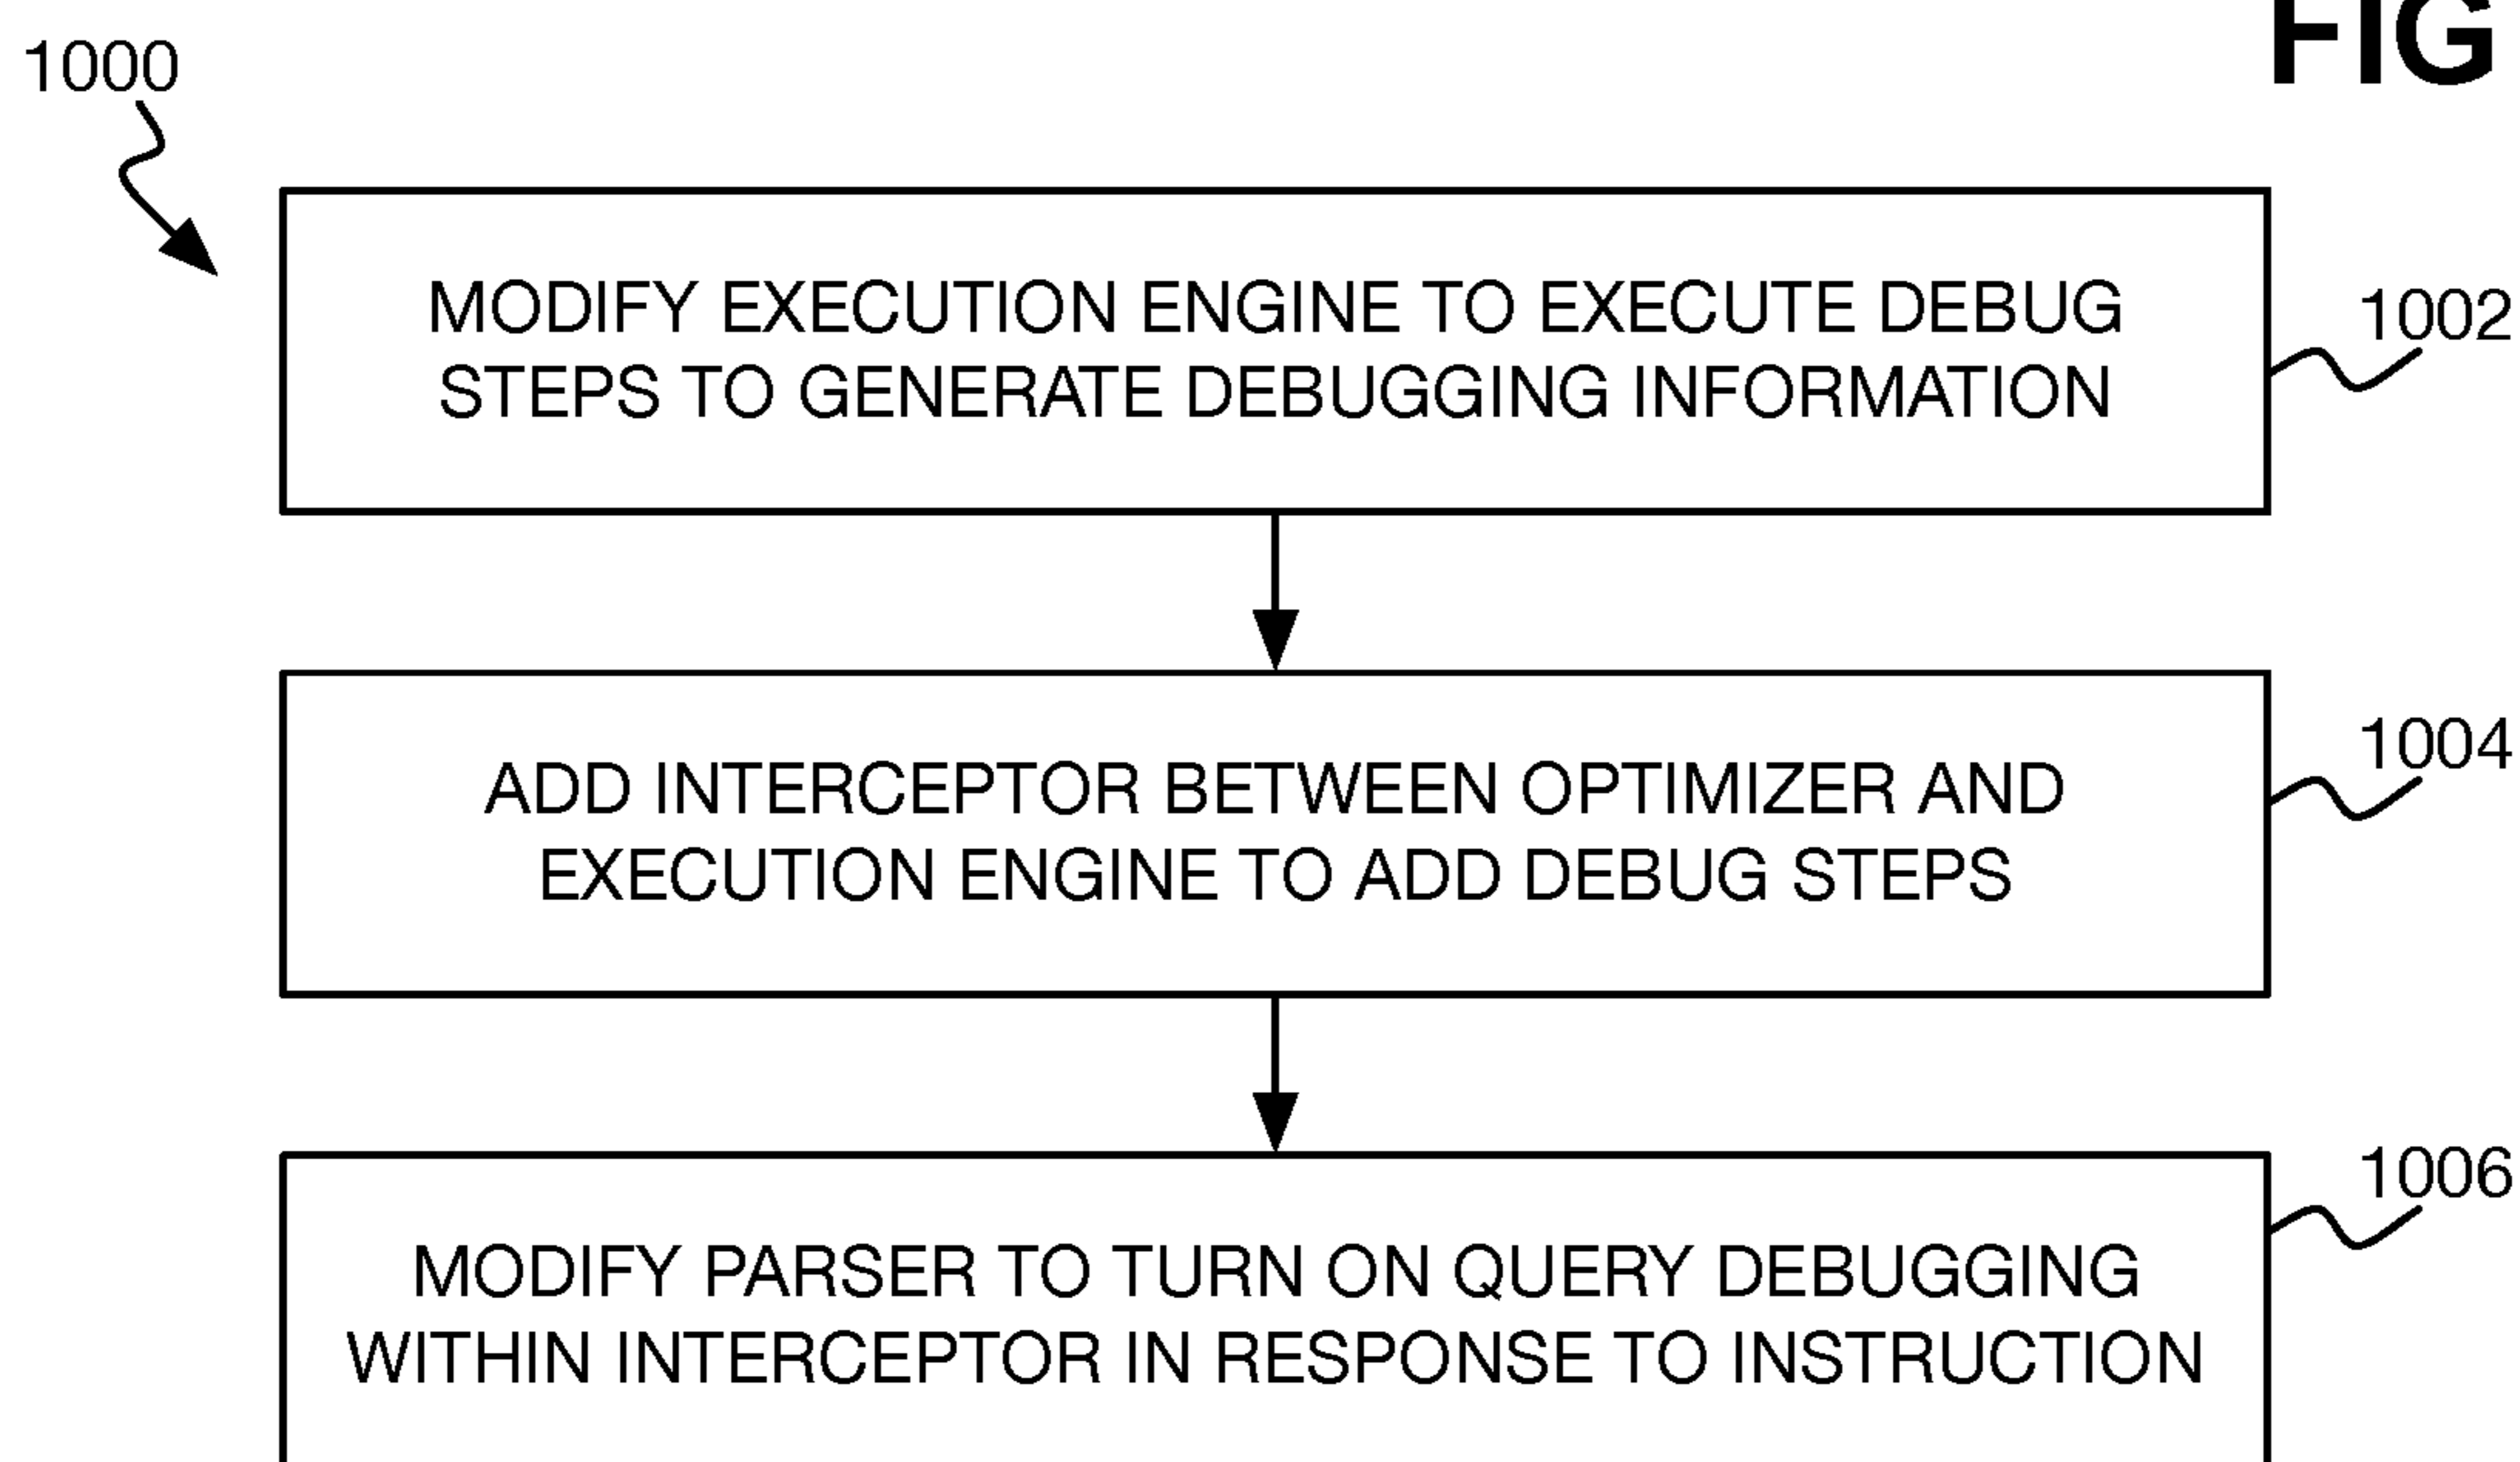 FIG
1000
MODIFY EXECUTION ENGINE TO EXECUTE DEBUG
STEPS TO GENERATE DEBUGGING INFORMATION
1002
ADD INTERCEPTOR BETWEEN OPTIMIZER AND
EXECUTION ENGINE TO ADD DEBUG STEPS
1004
MODIFY PARSER TO TURN ON QUERY DEBUGGING
WITHIN INTERCEPTOR IN RESPONSE TO INSTRUCTION
1006